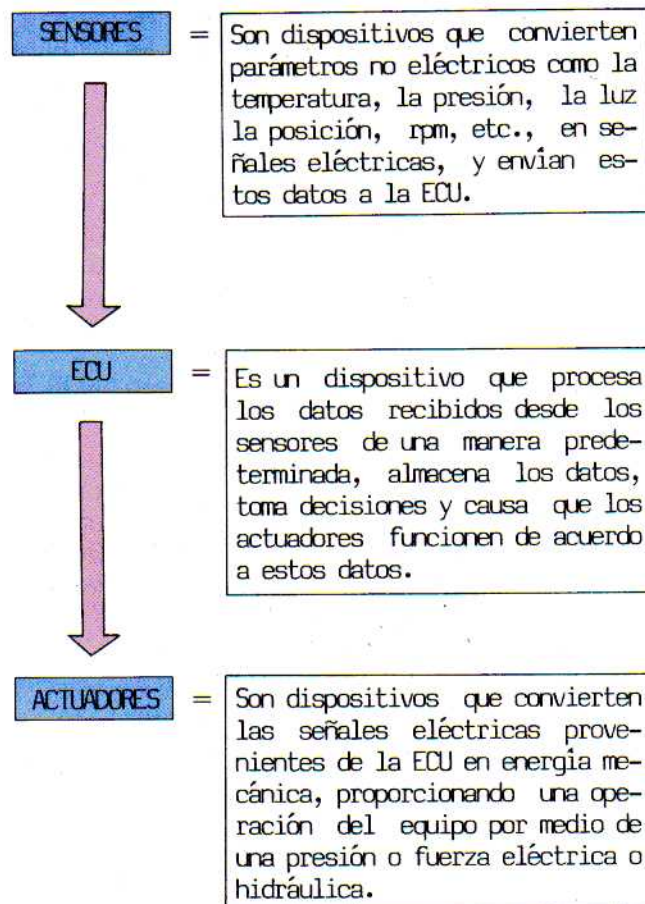 SENSORES = Son dispositivos que convierten
parámetros no eléctricos como la
temperatura, la presión, la luz
la posición, rpm, etc., en se-
ñales eléctricas, y envían es-
tos datos a la ECU.
ECU = Es un dispositivo que procesa
los datos recibidos desde los
sensores de una manera prede-
terminada, almacena los datos,
toma decisiones y causa que los
actuadores funcionen de acuerdo
a estos datos.
ACTUADORES = Son dispositivos que convierten
las señales eléctricas prove-
nientes de la ECU en energía me-
cánica, proporcionando una ope-
ración del equipo por medio de
una presión o fuerza eléctrica o
hidráulica.